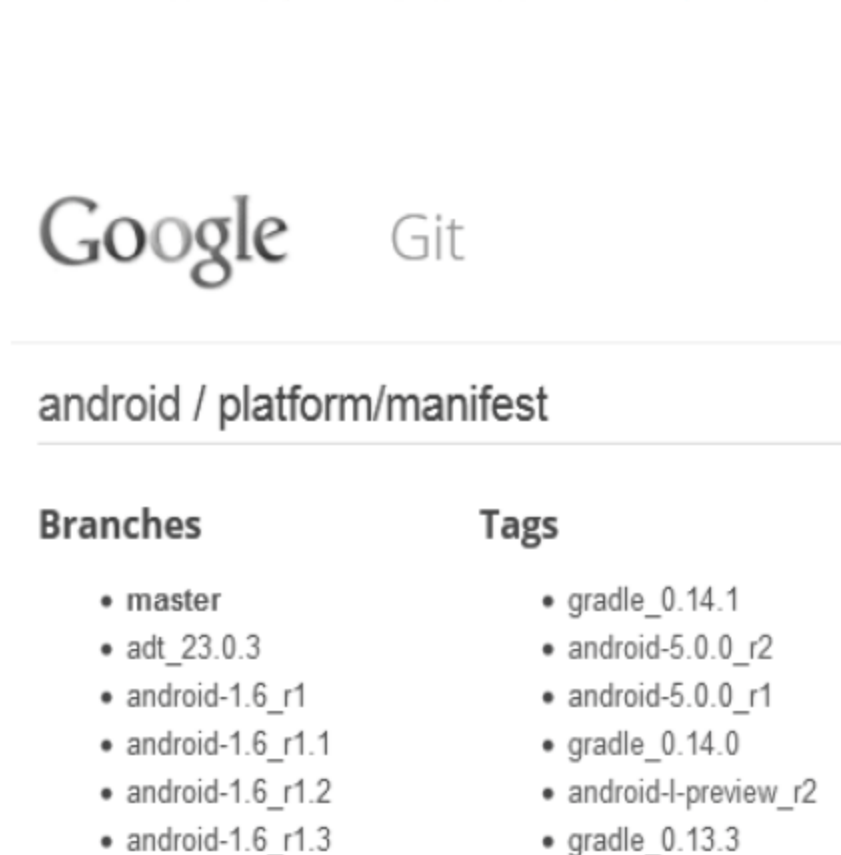 Google Git
android / platform/manifest
Branches
• master
• adt_23.0.3
• android-1.6_r1
• android-1.6_r1.1
• android-1.6_r1.2
• android-1.6_r1.3
Tags
• gradle_0.14.1
• android-5.0.0_r2
• android-5.0.0_r1
• gradle_0.14.0
• android-l-preview_r2
• gradle_0.13.3